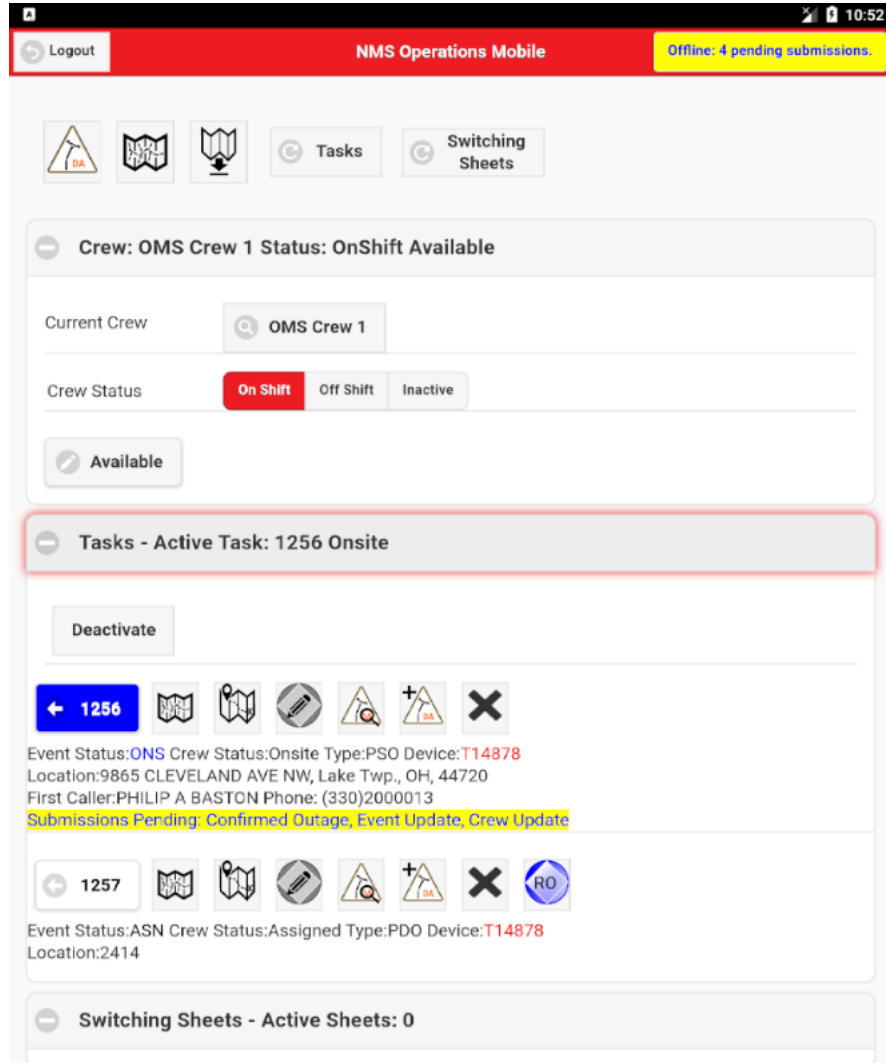 A 10:52
Logout NMS Operations Mobile Offline: 4 pending submissions.
DA Tasks Switching
Sheets
Crew: OMS Crew 1 Status: OnShift Available
Current Crew OMS Crew 1
Crew Status On Shift Off Shift Inactive
Available
Tasks - Active Task: 1256 Onsite
Deactivate
1256 DA
Event Status:ONS Crew Status:Onsite Type:PSO Device:T14878
Location:9865 CLEVELAND AVE NW, Lake Twp., OH, 44720
First Caller:PHILIP A BASTON Phone: (330)2000013
Submissions Pending: Confirmed Outage, Event Update, Crew Update
1257 DA RO
Event Status:ASN Crew Status:Assigned Type:PDO Device:T14878
Location:2414
Switching Sheets - Active Sheets: 0